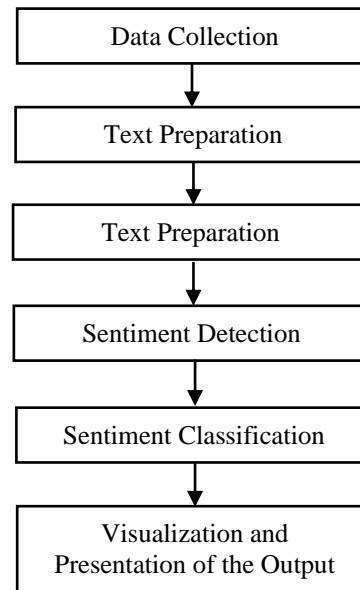 Data Collection
Text Preparation
Text Preparation
Sentiment Detection
Sentiment Classification
Visualization and
Presentation of the Output